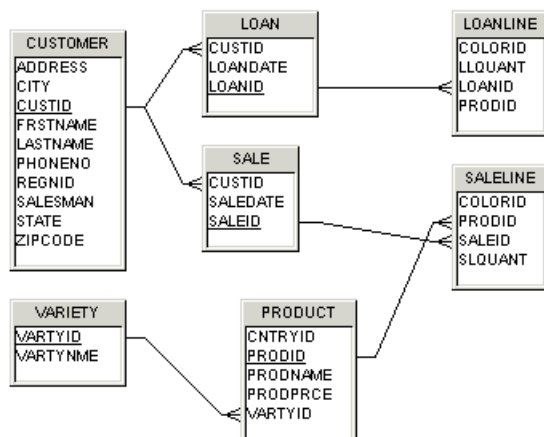 CUSTOMER
ADDRESS
CITY
CUSTID
FRSTNAME
LASTNAME
PHONENO
REGNID
SALESMAN
STATE
ZIPCODE
LOAN
CUSTID
LOANDATE
LOANID
LOANLINE
COLORID
LLQUANT
LOANID
PRODID
SALE
CUSTID
SALEDATE
SALEID
SALELINE
COLORID
PRODID
SALEID
SLQUANT
VARIETY
VARTYID
VARTYNME
PRODUCT
CNTRYID
PRODID
PRODNAME
PRODPRCE
VARTYID